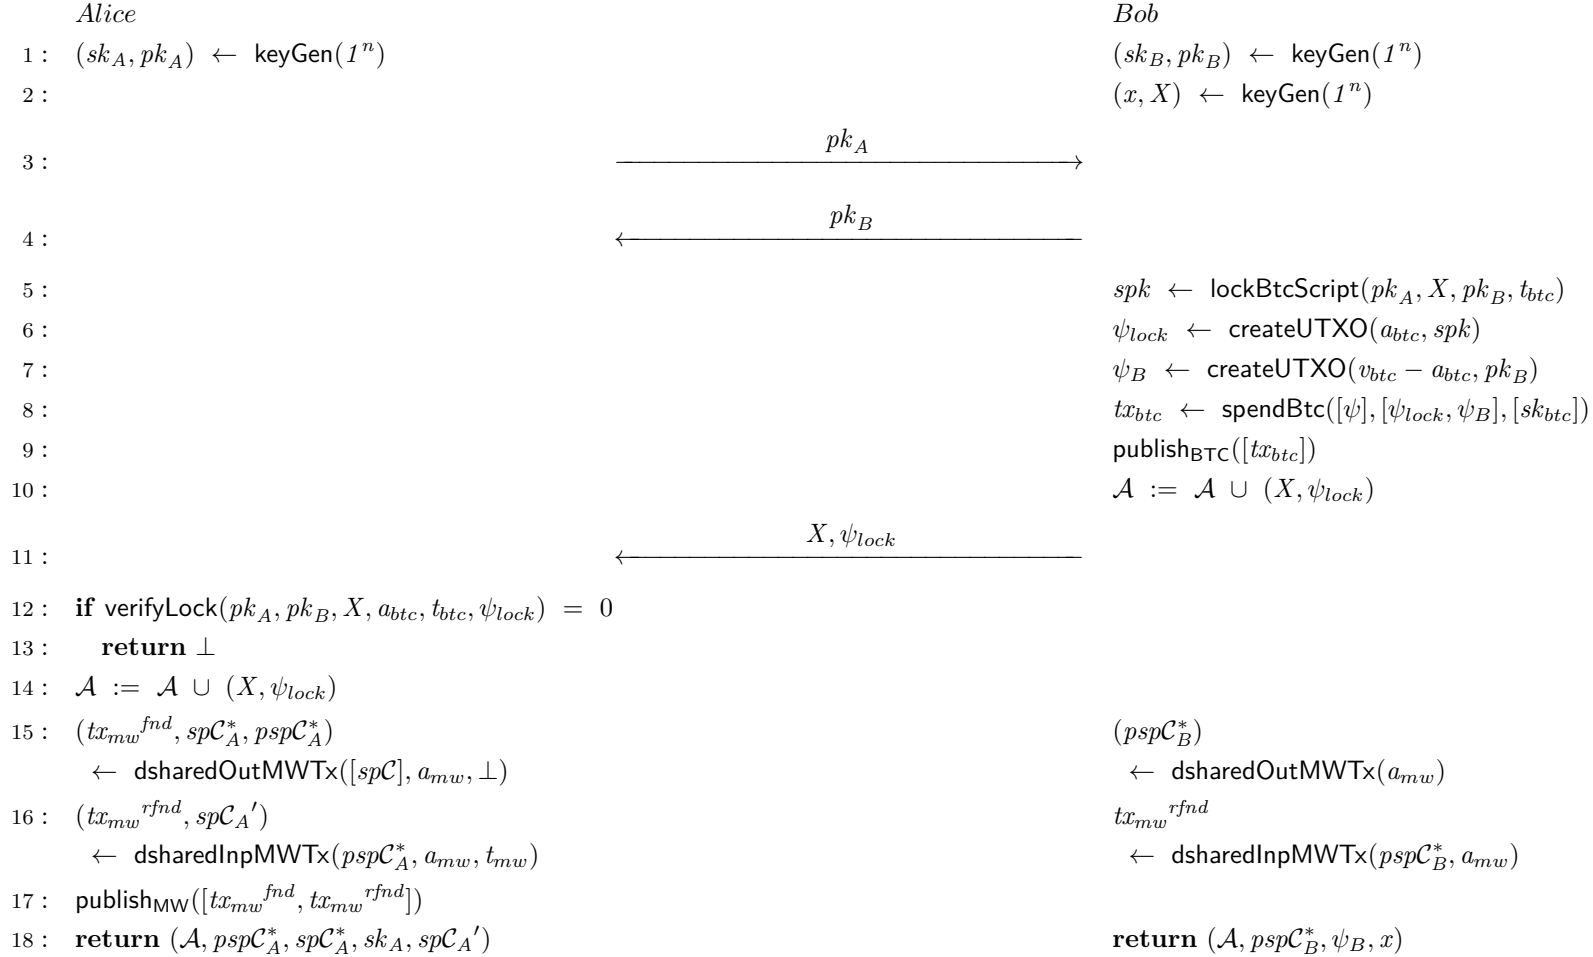 Alice Bob
1 : (sk_A, pk_A) ← keyGen(1^n) (sk_B, pk_B) ← keyGen(1^n)
2 : (x, X) ← keyGen(1^n)
pk_A
3 :
pk_B
4 :
5 : spk ← lockBtcScript(pk_A, X, pk_B, t_btc)
6 : ψ_lock ← createUTXO(a_btc, spk)
7 : ψ_B ← createUTXO(v_btc − a_btc, pk_B)
8 : tx_btc ← spendBtc([ψ], [ψ_lock, ψ_B], [sk_btc])
9 : publish_BTC([tx_btc])
10 : 𝒜 := 𝒜 ∪ (X, ψ_lock)
X, ψ_lock
11 :
12 : if verifyLock(pk_A, pk_B, X, a_btc, t_btc, ψ_lock) = 0
13 : return ⊥
14 : 𝒜 := 𝒜 ∪ (X, ψ_lock)
15 : (tx_mw^fnd, sp𝒞*_A, psp𝒞*_A) (psp𝒞*_B)
← dsharedOutMWTx([sp𝒞], a_mw, ⊥) ← dsharedOutMWTx(a_mw)
16 : (tx_mw^rfnd, sp𝒞_A′) tx_mw^rfnd
← dsharedInpMWTx(psp𝒞*_A, a_mw, t_mw) ← dsharedInpMWTx(psp𝒞*_B, a_mw)
17 : publish_MW([tx_mw^fnd, tx_mw^rfnd])
18 : return (𝒜, psp𝒞*_A, sp𝒞*_A, sk_A, sp𝒞_A′) return (𝒜, psp𝒞*_B, ψ_B, x)